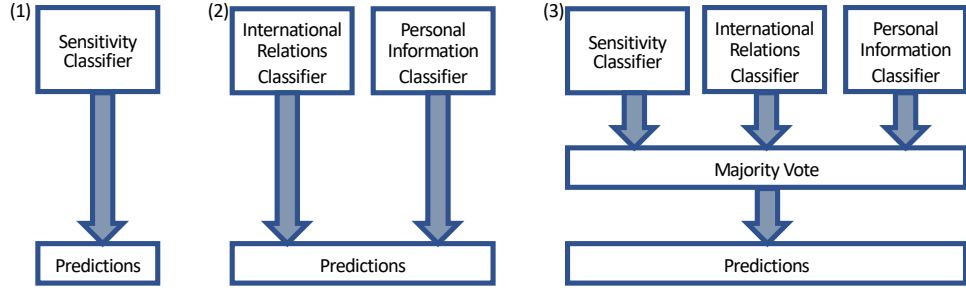 (1)
Sensitivity
Classifier
Predictions
(2)
International
Relations
Classifier
Personal
Information
Classifier
Predictions
(3)
Sensitivity
Classifier
International
Relations
Classifier
Personal
Information
Classifier
Majority Vote
Predictions